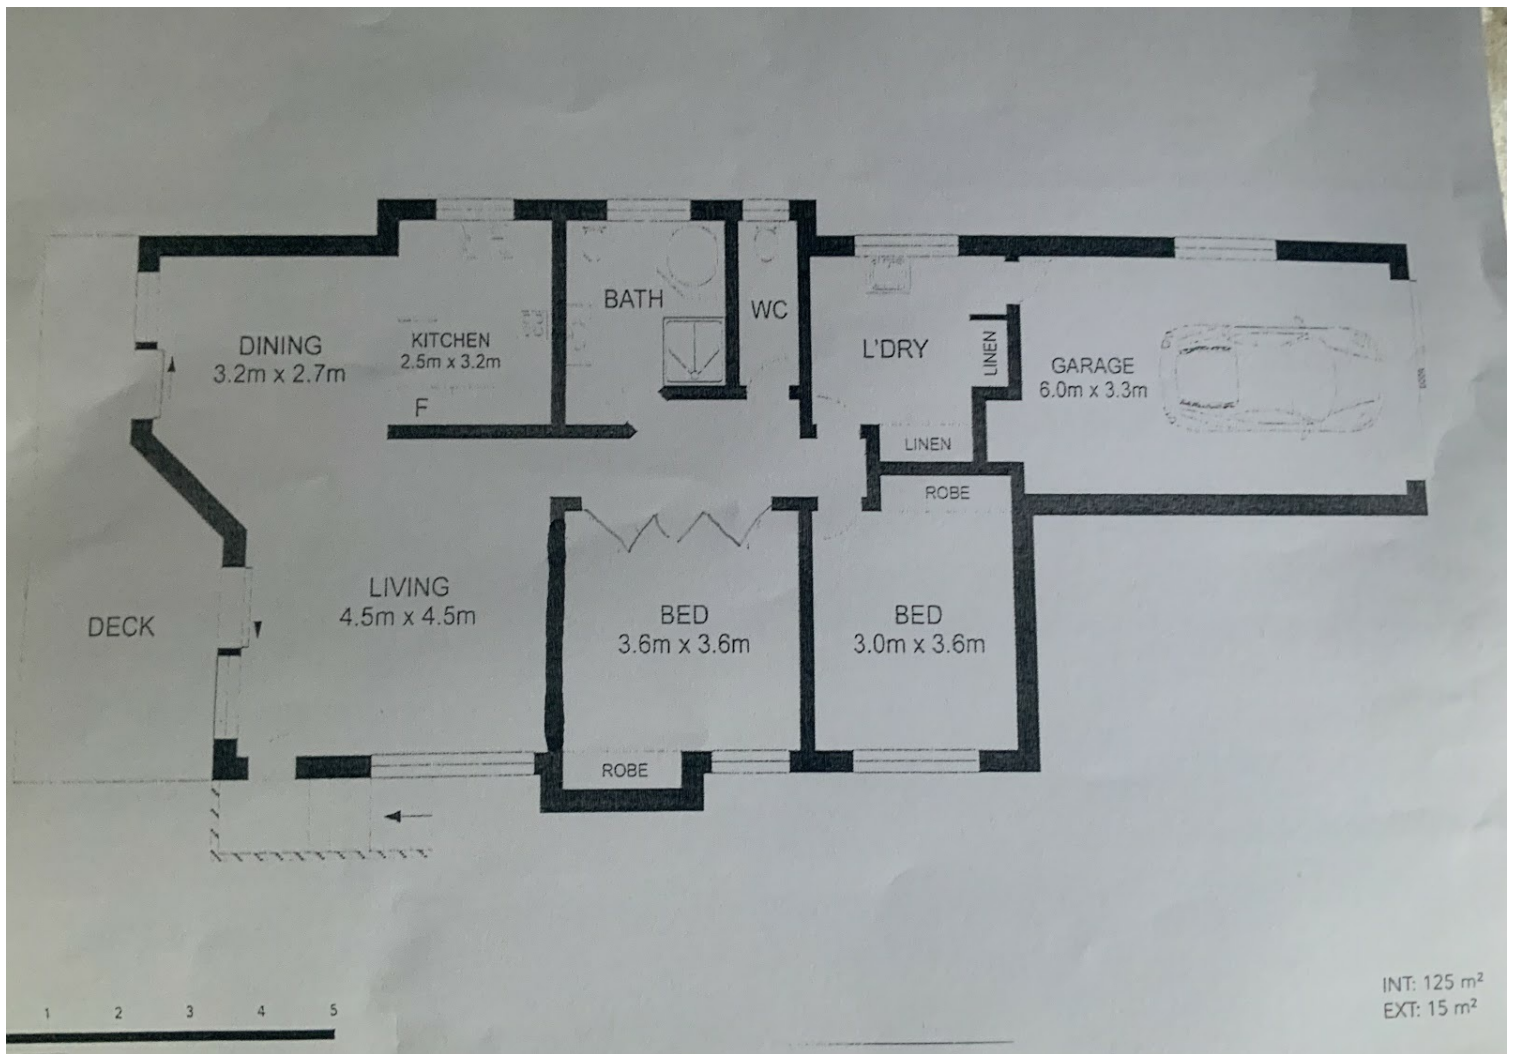 DINING
3.2m x 2.7m
KITCHEN
2.5m x 3.2m
F
BATH
WC
L'DRY
LINEN
GARAGE
6.0m x 3.3m
LINEN
ROBE
DECK
LIVING
4.5m x 4.5m
BED
3.6m x 3.6m
BED
3.0m x 3.6m
ROBE
1 2 3 4 5
INT: 125 m²
EXT: 15 m²